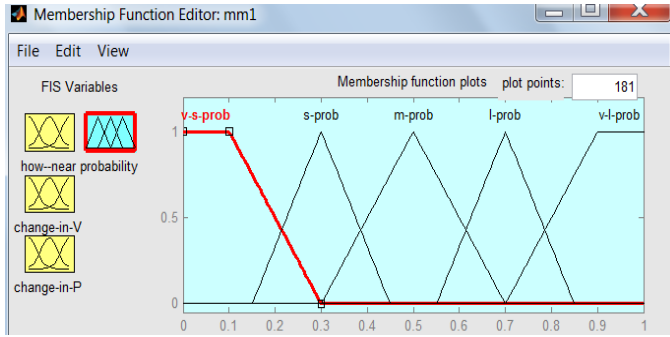 Membership Function Editor: mm1
File Edit View
FIS Variables
Membership function plots plot points: 181
v-s-prob s-prob m-prob l-prob v-l-prob
1
how--near probability
change-in-V
0.5
change-in-P
0
0 0.1 0.2 0.3 0.4 0.5 0.6 0.7 0.8 0.9 1